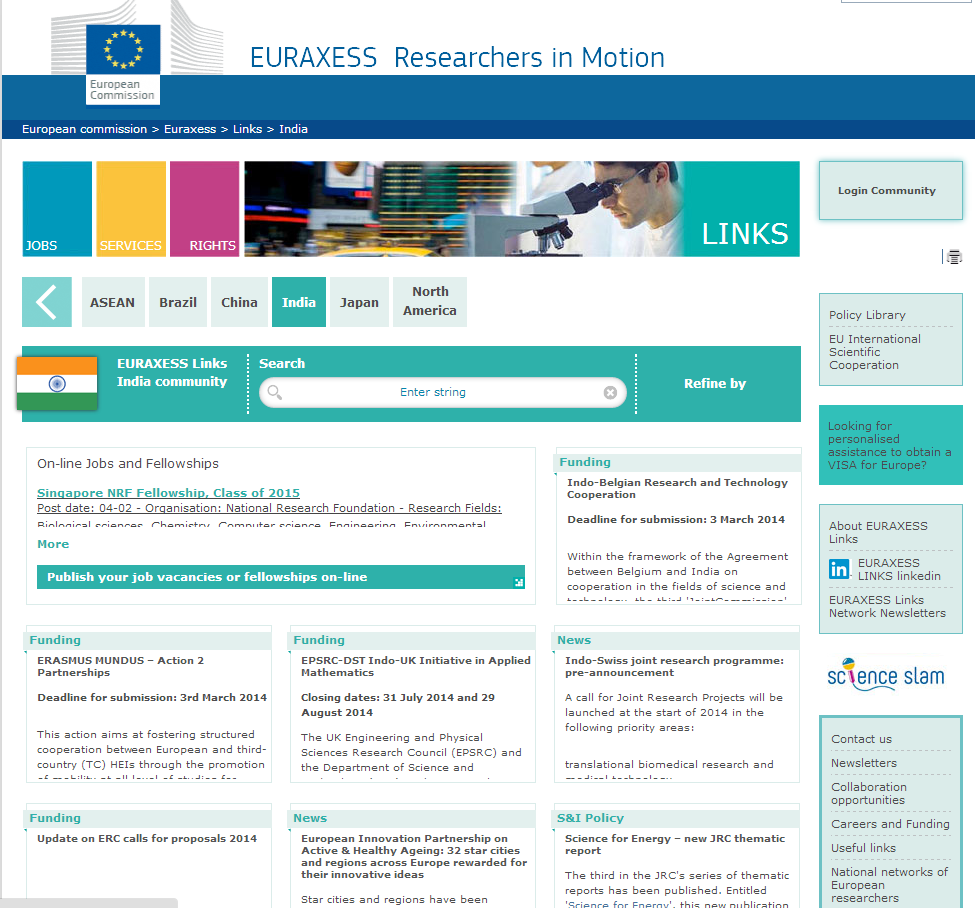 European
Commission
EURAXESS Researchers in Motion
European commission > Euraxess > Links > India
JOBS
SERVICES
RIGHTS
LINKS
Login Community
ASEAN
Brazil
China
India
Japan
North
America
EURAXESS Links
India community
Search
Enter string
Refine by
Policy Library
EU International
Scientific
Cooperation
Looking for
personalised
assistance to obtain a
VISA for Europe?
On-line Jobs and Fellowships
Singapore NRF Fellowship, Class of 2015
Post date: 04-02 - Organisation: National Research Foundation - Research Fields:
Biological sciences, Chemistry, Computer science, Engineering, Environmental
More
Publish your job vacancies or fellowships on-line
Funding
Indo-Belgian Research and Technology
Cooperation
Deadline for submission: 3 March 2014
Within the framework of the Agreement
between Belgium and India on
cooperation in the fields of science and
technology, the third 'JointCommission'
About EURAXESS
Links
in
EURAXESS
LINKS linkedin
EURAXESS Links
Network Newsletters
Funding
ERASMUS MUNDUS – Action 2
Partnerships
Deadline for submission: 3rd March 2014
This action aims at fostering structured
cooperation between European and third-
country (TC) HEIs through the promotion
of mobility at all level of studies for
Funding
EPSRC-DST Indo-UK Initiative in Applied
Mathematics
Closing dates: 31 July 2014 and 29
August 2014
The UK Engineering and Physical
Sciences Research Council (EPSRC) and
the Department of Science and
News
Indo-Swiss joint research programme:
pre-announcement
A call for Joint Research Projects will be
launched at the start of 2014 in the
following priority areas:
translational biomedical research and
medical technology
science slam
Contact us
Newsletters
Collaboration
opportunities
Careers and Funding
Useful links
National networks of
European
researchers
Funding
Update on ERC calls for proposals 2014
News
European Innovation Partnership on
Active & Healthy Ageing: 32 star cities
and regions across Europe rewarded for
their innovative ideas
Star cities and regions have been
S&I Policy
Science for Energy – new JRC thematic
report
The third in the JRC's series of thematic
reports has been published. Entitled
'Science for Energy', this new publication